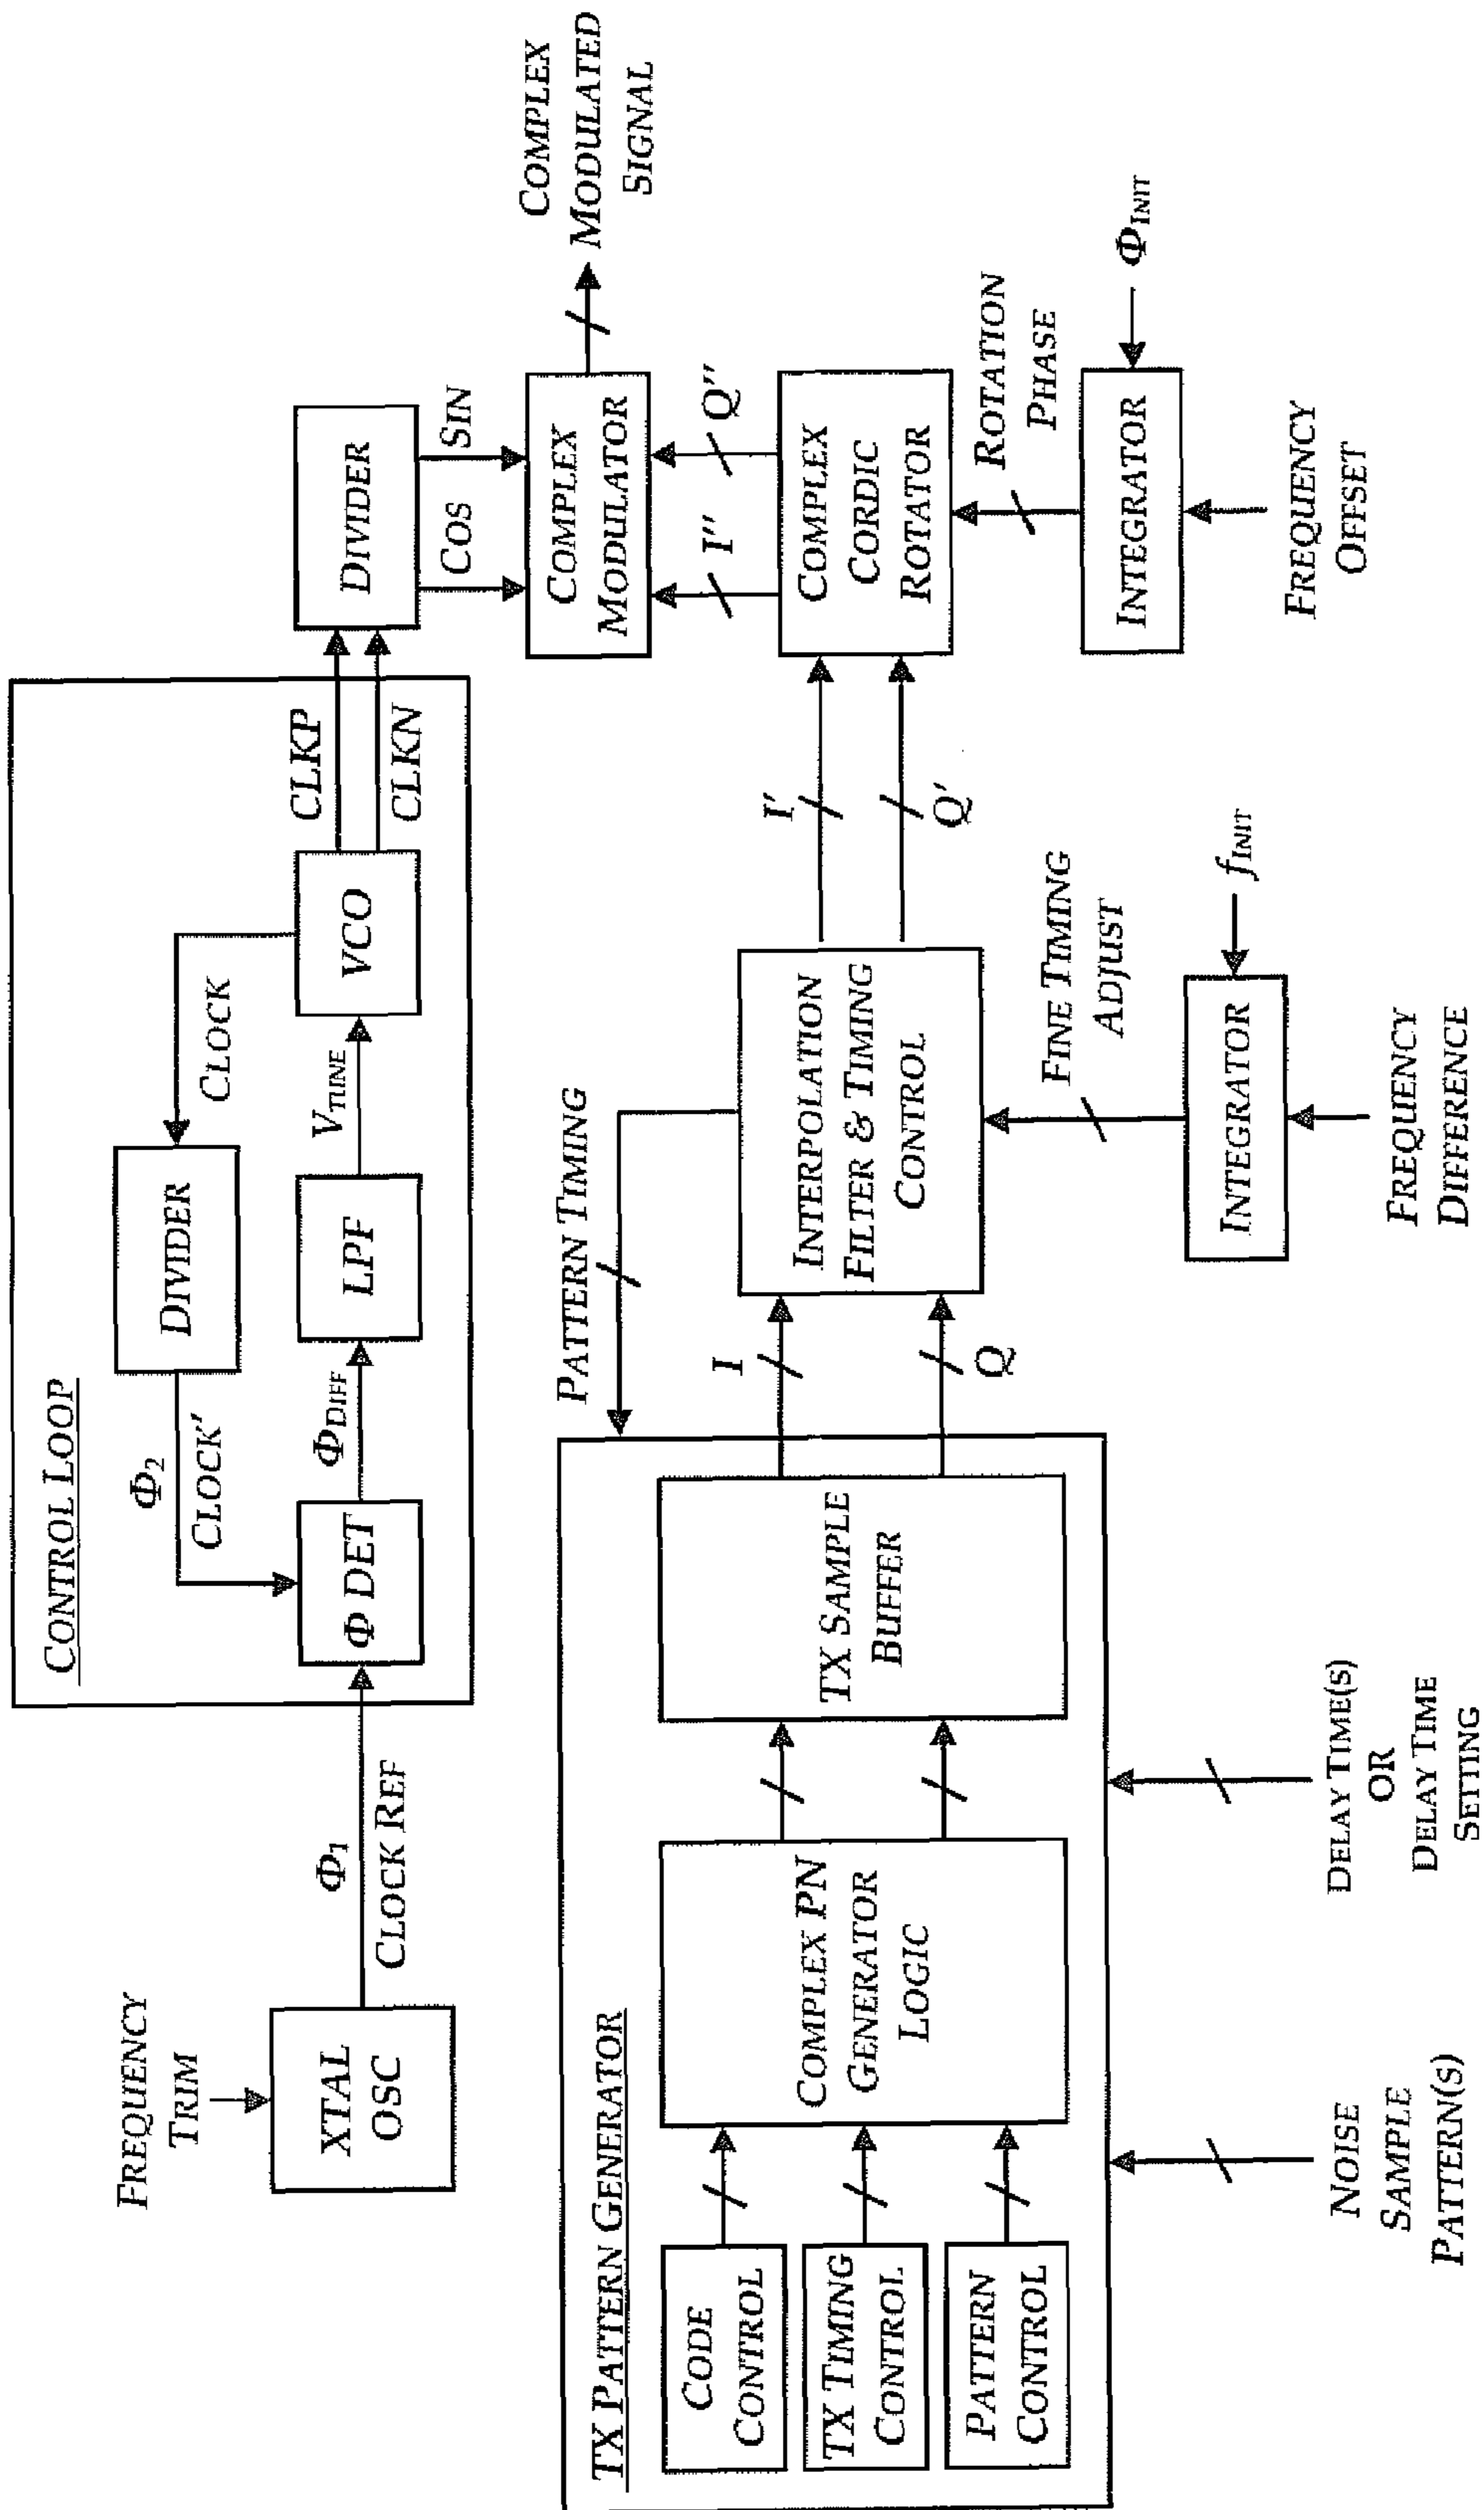 CONTROL LOOP
FREQUENCY
TRIM
XTAL
OSC
Φ1
CLOCK REF
Φ2
CLOCK'
Φ DET
ΦDIFF
DIVIDER
LPF
VTUNE
CLOCK
VCO
CLKP
CLKN
DIVIDER
COS
SIN
COMPLEX
MODULATOR
COMPLEX
MODULATED
SIGNAL
I''
Q''
TX PATTERN GENERATOR
CODE
CONTROL
TX TIMING
CONTROL
PATTERN
CONTROL
COMPLEX PN
GENERATOR
LOGIC
TX SAMPLE
BUFFER
PATTERN TIMING
I
Q
INTERPOLATION
FILTER & TIMING
CONTROL
I'
Q'
COMPLEX
CORDIC
ROTATOR
FINE TIMING
ADJUST
ROTATION
PHASE
INTEGRATOR
fINIT
INTEGRATOR
ΦINIT
NOISE
SAMPLE
PATTERN(S)
DELAY TIME(S)
OR
DELAY TIME
SETTING
FREQUENCY
DIFFERENCE
FREQUENCY
OFFSET